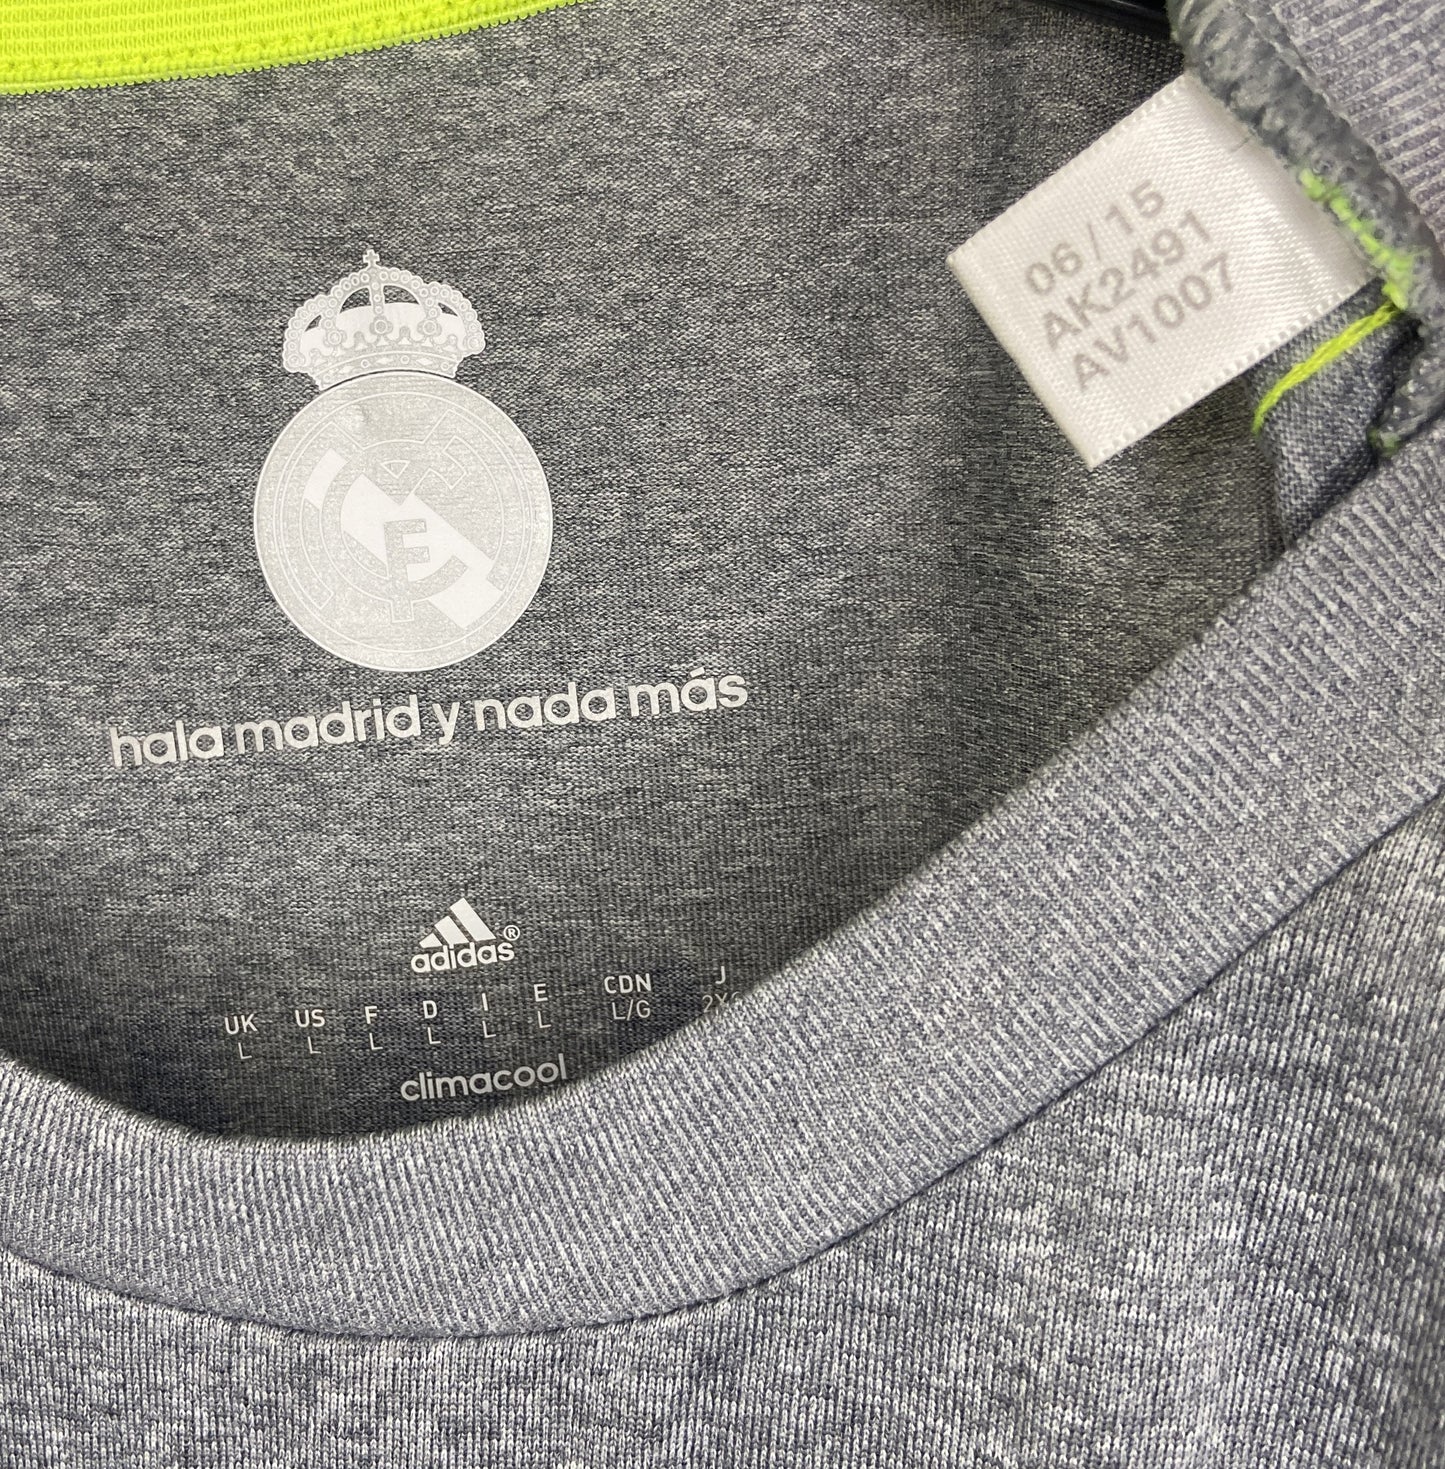 06/15
AK2491
AV1007
hala madrid y nada más
adidas®
UK US F D I E CDN J
L L L L L L L/G
climacool